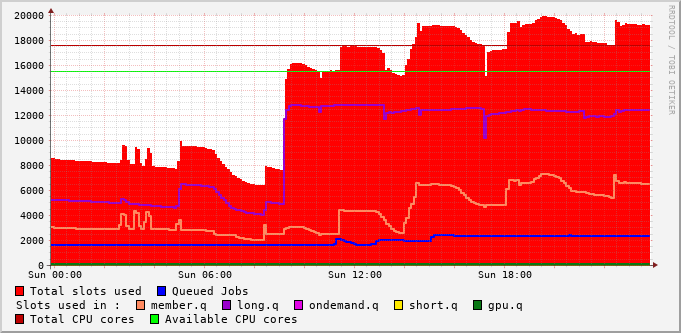 20000
18000
16000
14000
12000
10000
8000
6000
4000
2000
0
Sun 00:00 Sun 06:00 Sun 12:00 Sun 18:00
RRDTOOL / TOBI OETIKER
Total slots used Queued Jobs
Slots used in : member.q long.q ondemand.q short.q gpu.q
Total CPU cores Available CPU cores